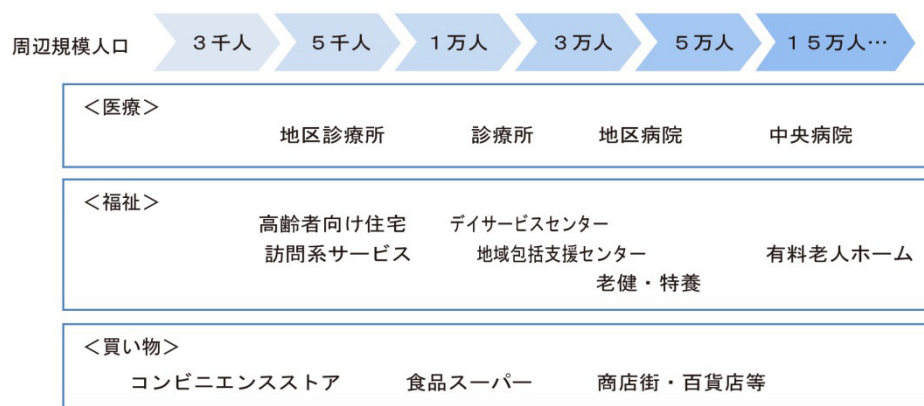 周辺規模人口 ３千人 ５千人 １万人 ３万人 ５万人 １５万人…
＜医療＞
地区診療所 診療所 地区病院 中央病院
＜福祉＞
高齢者向け住宅 デイサービスセンター
訪問系サービス 地域包括支援センター 有料老人ホーム
老健・特養
＜買い物＞
コンビニエンスストア 食品スーパー 商店街・百貨店等